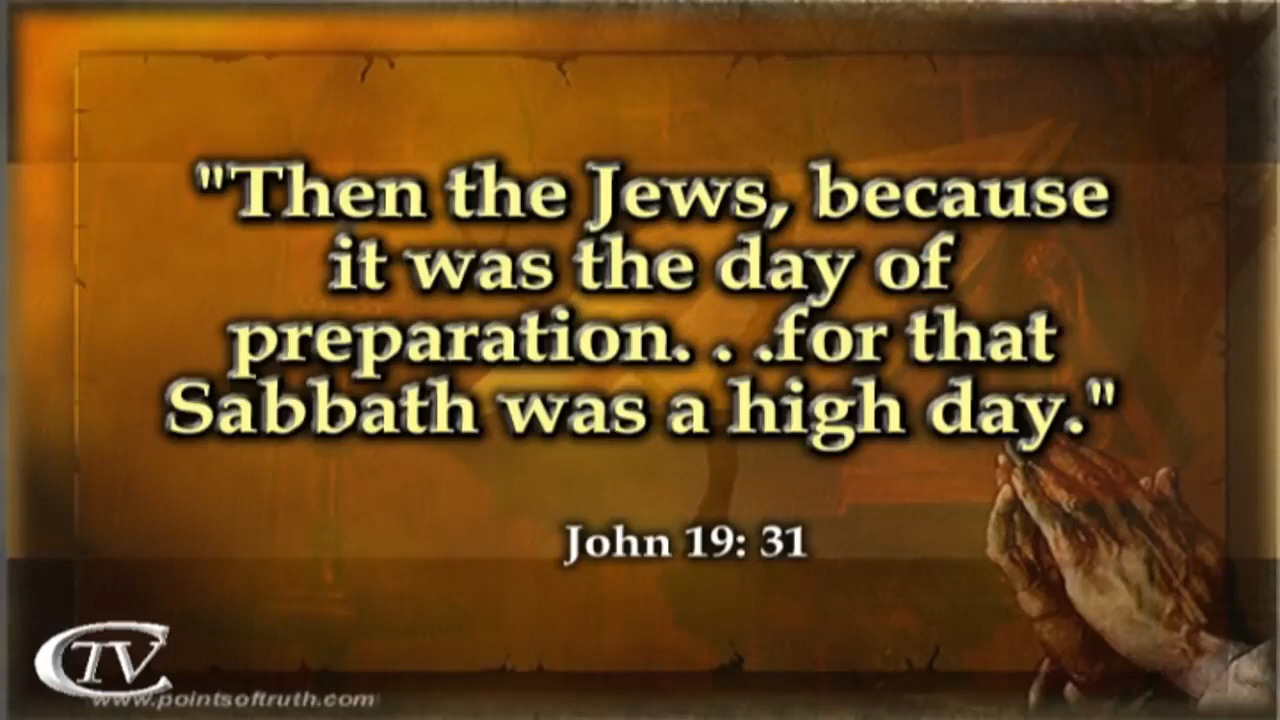 "Then the Jews, because
it was the day of
preparation. . .for that
Sabbath was a high day."
John 19: 31
CTV
www.pointsoftruth.com